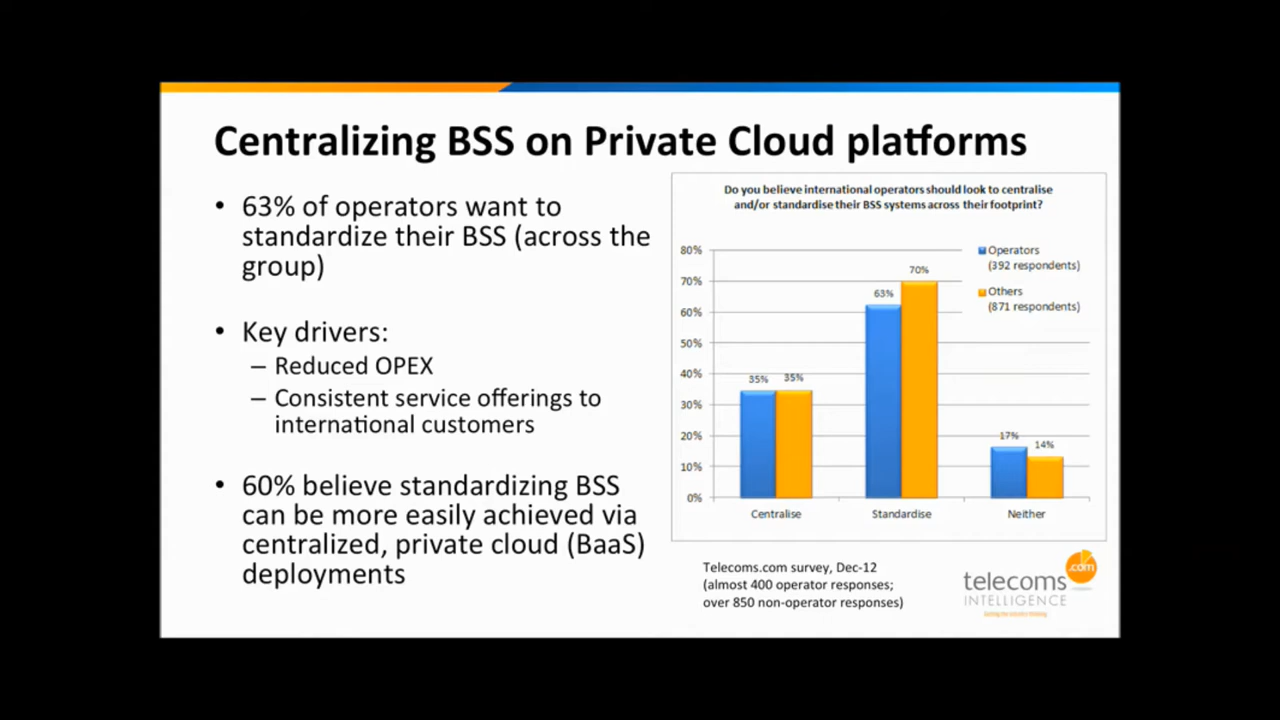 Centralizing BSS on Private Cloud platforms
• 63% of operators want to
standardize their BSS (across the
group)
• Key drivers:
– Reduced OPEX
– Consistent service offerings to
international customers
• 60% believe standardizing BSS
can be more easily achieved via
centralized, private cloud (BaaS)
deployments
Do you believe international operators should look to centralise
and/or standardise their BSS systems across their footprint?
80%
70%
60%
50%
40%
30%
20%
10%
0%
35%
35%
63%
70%
17%
14%
Centralise
Standardise
Neither
Operators
(392 respondents)
Others
(871 respondents)
Telecoms.com survey, Dec-12
(almost 400 operator responses;
over 850 non-operator responses)
.com
telecoms
INTELLIGENCE